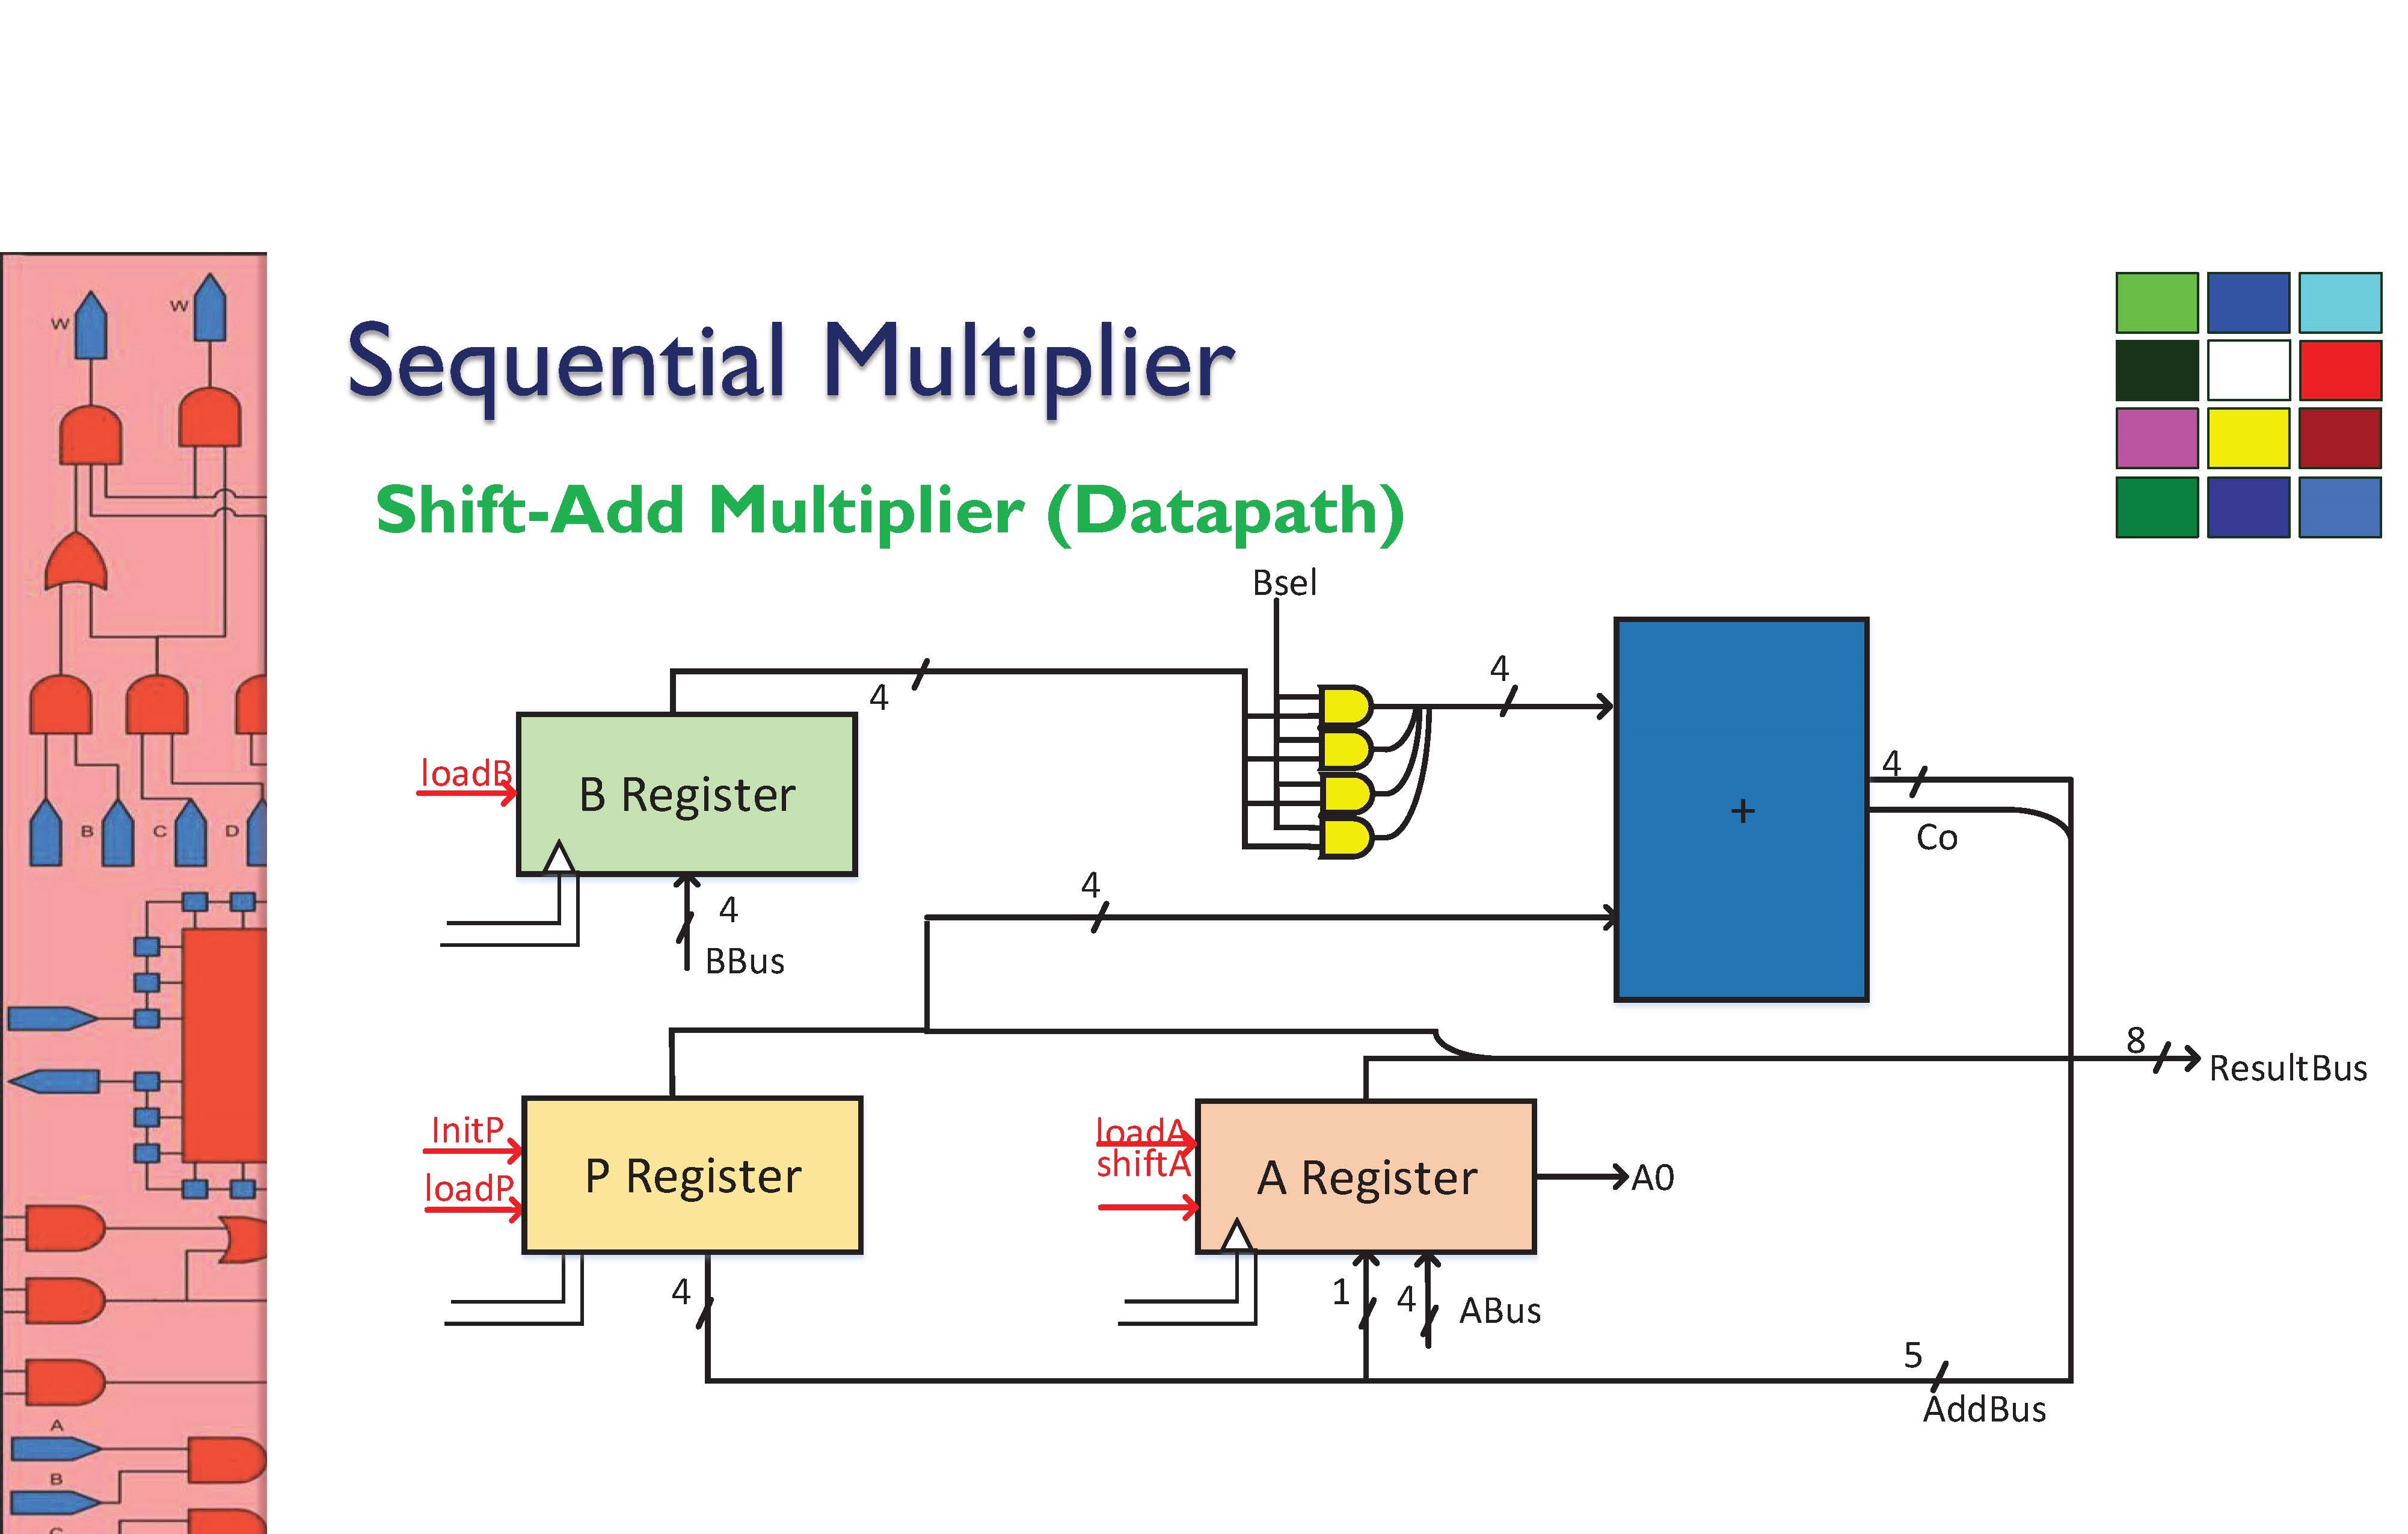 W
W
Sequential Multiplier
Shift-Add Multiplier (Datapath)
Bsel
4
4
loadB
B Register
4
+
Co
B
C
D
4
4
BBus
8
ResultBus
InitP
loadP
P Register
loadA
shiftA
A Register
A0
4
1
4
ABus
5
AddBus
A
B